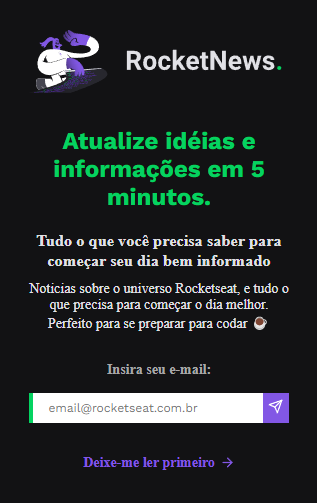 RocketNews.
Atualize idéias e
informações em 5
minutos.
Tudo o que você precisa saber para
começar seu dia bem informado
Noticias sobre o universo Rocketseat, e tudo o
que precisa para começar o dia melhor.
Perfeito para se preparar para codar ☕
Insira seu e-mail:
email@rocketseat.com.br
Deixe-me ler primeiro →